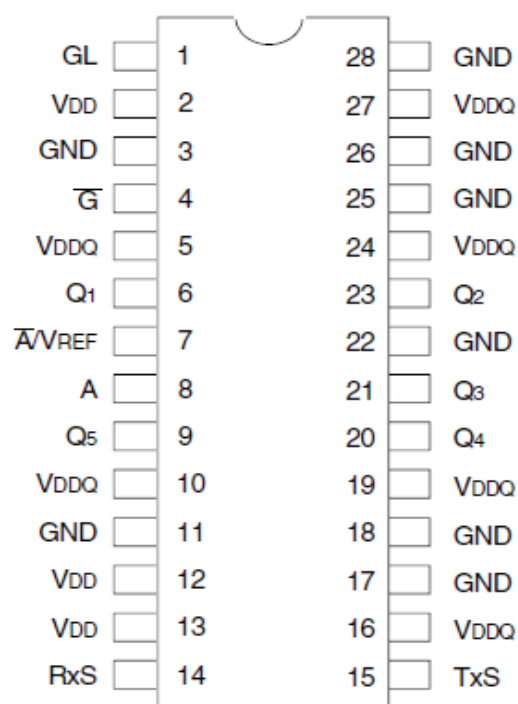 GL 1 28 GND
VDD 2 27 VDDQ
GND 3 26 GND
G̅ 4 25 GND
VDDQ 5 24 VDDQ
Q1 6 23 Q2
A̅/VREF 7 22 GND
A 8 21 Q3
Q5 9 20 Q4
VDDQ 10 19 VDDQ
GND 11 18 GND
VDD 12 17 GND
VDD 13 16 VDDQ
RxS 14 15 TxS